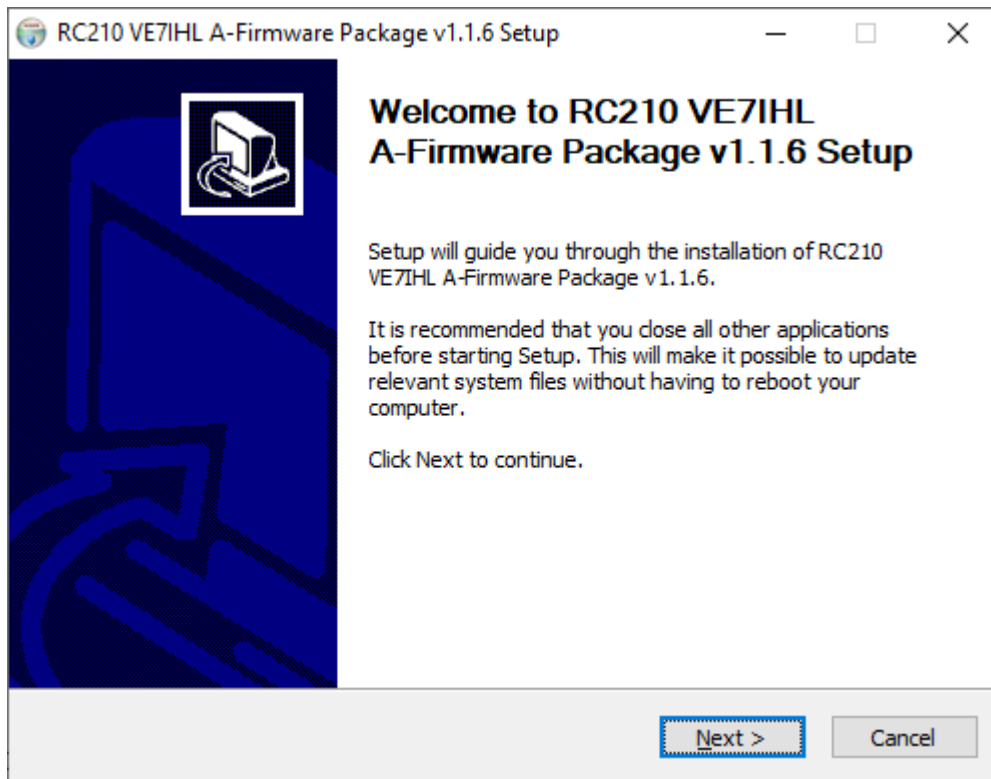 RC210 VE7IHL A-Firmware Package v1.1.6 Setup
Welcome to RC210 VE7IHL
A-Firmware Package v1.1.6 Setup
Setup will guide you through the installation of RC210
VE7IHL A-Firmware Package v1.1.6.
It is recommended that you close all other applications
before starting Setup. This will make it possible to update
relevant system files without having to reboot your
computer.
Click Next to continue.
Next >
Cancel